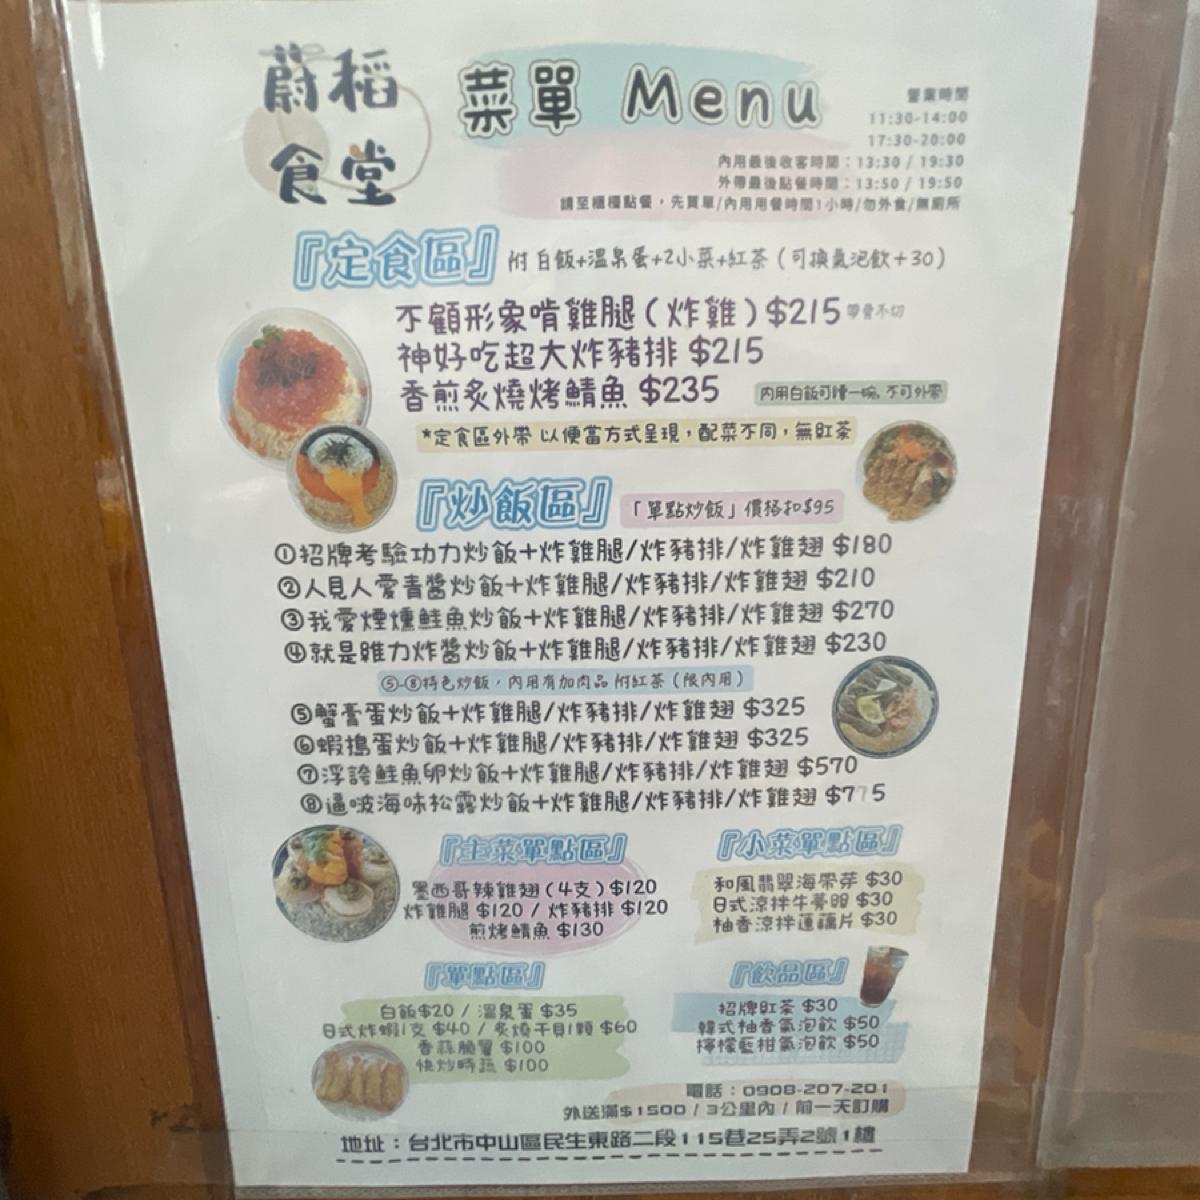 蔚稻
食堂
菜單 Menu
營業時間
11:30-14:00
17:30-20:00
內用最後收客時間：13:30 / 19:30
外帶最後點餐時間：13:50 / 19:50
請至櫃檯點餐，先買單/內用用餐時間1小時/勿外食/無廁所
『定食區』 附 白飯+溫泉蛋+2小菜+紅茶 (可換氣泡飲+30)
不顧形象啃雞腿(炸雞) $215 帶骨不切
神好吃超大炸豬排 $215
香煎炙燒烤鯖魚 $235 內用白飯可續一碗, 不可外帶
*定食區外帶 以便當方式呈現，配菜不同，無紅茶
『炒飯區』 「單點炒飯」價格扣$95
①招牌考驗功力炒飯+炸雞腿/炸豬排/炸雞翅 $180
②人見人愛青醬炒飯+炸雞腿/炸豬排/炸雞翅 $210
③我愛煙燻鮭魚炒飯+炸雞腿/炸豬排/炸雞翅 $270
④就是雞力炸醬炒飯+炸雞腿/炸豬排/炸雞翅 $230
⑤-⑧特色炒飯，內用有加肉品 附紅茶 (限內用)
⑤蟹膏蛋炒飯+炸雞腿/炸豬排/炸雞翅 $325
⑥蝦搗蛋炒飯+炸雞腿/炸豬排/炸雞翅 $325
⑦浮誇鮭魚卵炒飯+炸雞腿/炸豬排/炸雞翅 $570
⑧逼啵海味松露炒飯+炸雞腿/炸豬排/炸雞翅 $775
『主菜單點區』
墨西哥辣雞翅 (4支) $120
炸雞腿 $120 / 炸豬排 $120
煎烤鯖魚 $130
『小菜單點區』
和風翡翠海帶芽 $30
日式涼拌牛蒡絲 $30
柚香涼拌蓮藕片 $30
『單點區』
白飯$20 / 溫泉蛋 $35
日式炸蝦1支 $40 / 炙燒干貝1顆 $60
香蒜脆薯 $100
快炒時蔬 $100
『飲品區』
招牌紅茶 $30
韓式柚香氣泡飲 $50
檸檬藍柑氣泡飲 $50
電話：0908-207-201
外送滿$1500 / 3公里內 / 前一天訂購
地址：台北市中山區民生東路二段115巷25弄2號1樓